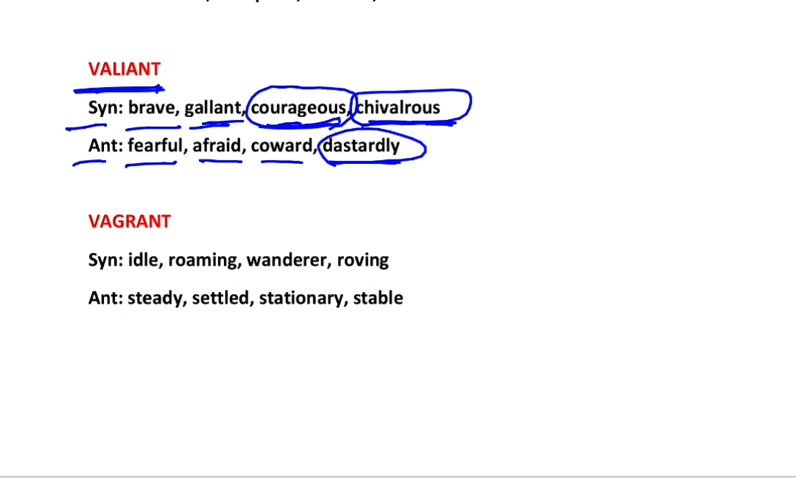 VALIANT
Syn: brave, gallant, courageous, chivalrous
Ant: fearful, afraid, coward, dastardly
VAGRANT
Syn: idle, roaming, wanderer, roving
Ant: steady, settled, stationary, stable